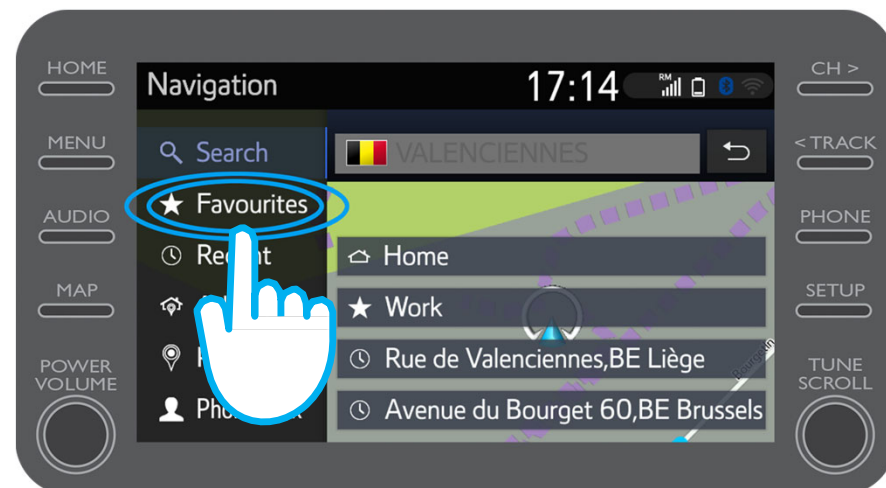 HOME
MENU
AUDIO
MAP
POWER
VOLUME
Navigation
17:14
RM
Search
VALENCIENNES
Favourites
Home
Work
Rue de Valenciennes,BE Liège
Avenue du Bourget 60,BE Brussels
CH >
< TRACK
PHONE
SETUP
TUNE
SCROLL